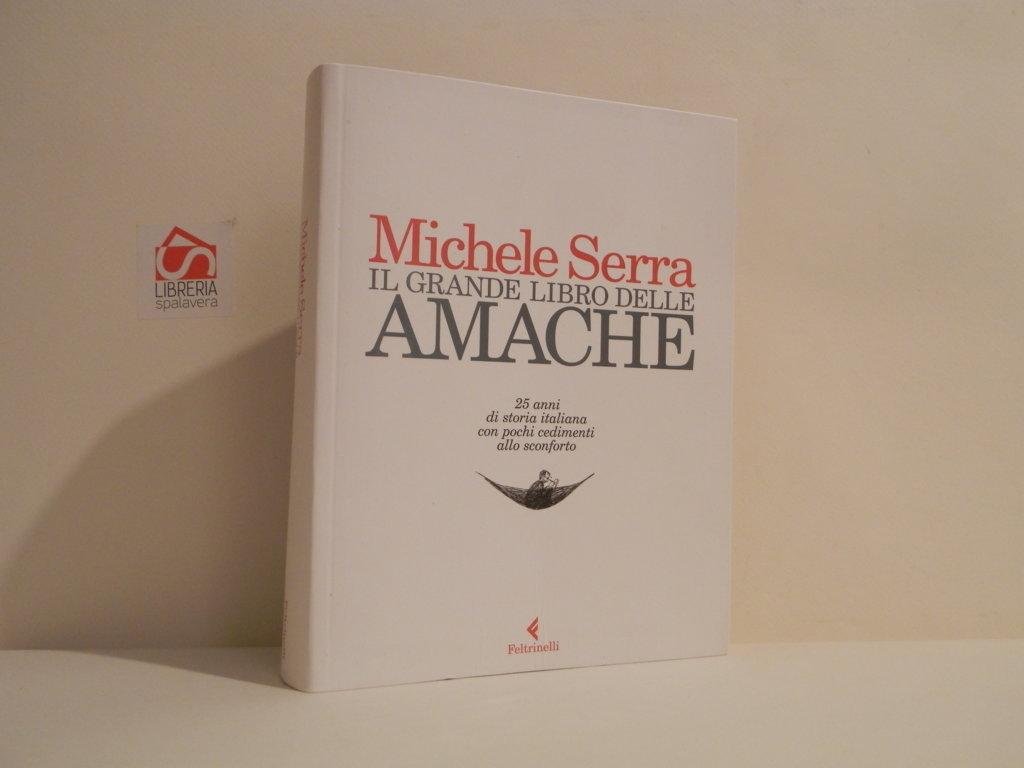 Michele Serra
IL GRANDE LIBRO DELLE
AMACHE
25 anni
di storia italiana
con pochi cedimenti
allo sconforto
Feltrinelli
LIBRERIA
spalavera
Michele Serra